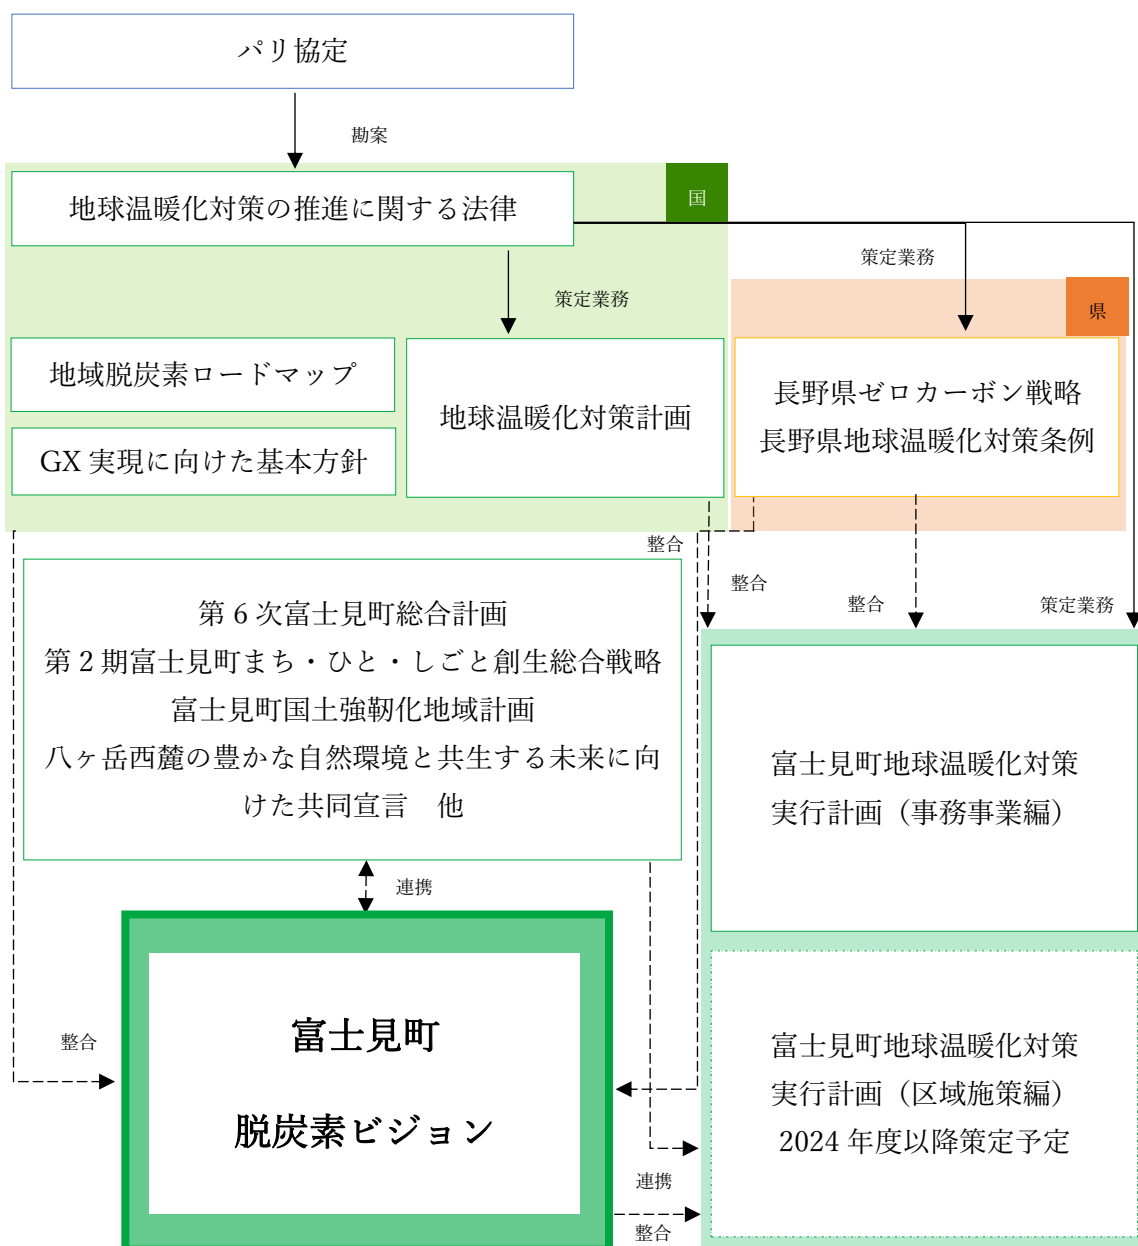 パリ協定
勘案
国
地球温暖化対策の推進に関する法律
策定業務
策定業務
県
地域脱炭素ロードマップ
GX 実現に向けた基本方針
地球温暖化対策計画
長野県ゼロカーボン戦略
長野県地球温暖化対策条例
整合
整合
整合
策定業務
第 6 次富士見町総合計画
第 2 期富士見町まち・ひと・しごと創生総合戦略
富士見町国土強靭化地域計画
八ヶ岳西麓の豊かな自然環境と共生する未来に向
けた共同宣言　他
富士見町地球温暖化対策
実行計画（事務事業編）
連携
整合
富士見町
脱炭素ビジョン
富士見町地球温暖化対策
実行計画（区域施策編）
2024 年度以降策定予定
連携
整合